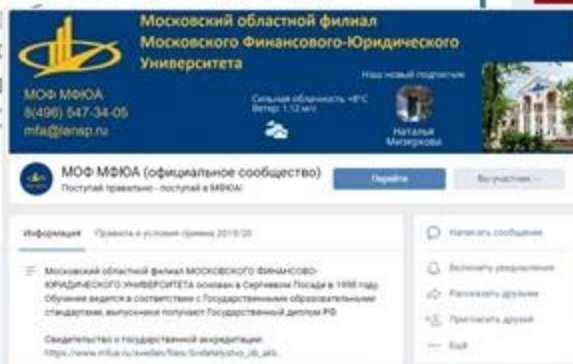 Московский областной филиал
Московского Финансового-Юридического
Университета
Наш новый подписчик
МОФ МФЮА
8(496) 547-34-05
mfa@lansp.ru
Сильная облачность +8°C
Ветер: 1.12 м/с
Наталья
Мизеркова
МОФ МФЮА (официальное сообщество)
Поступай правильно - поступай в МФЮА!
Перейти
Вы участник
Информация Правила и условия приема 2019/20
Московский областной филиал МОСКОВСКОГО ФИНАНСОВО-
ЮРИДИЧЕСКОГО УНИВЕРСИТЕТА основан в Сергиевом Посаде в 1998 году.
Обучение ведется в соответствии с Государственными образовательными
стандартами, выпускники получают Государственный диплом РФ
Свидетельство о государственной аккредитации:
Написать сообщение
Включить уведомления
Рассказать друзьям
Пригласить друзей
Ещё